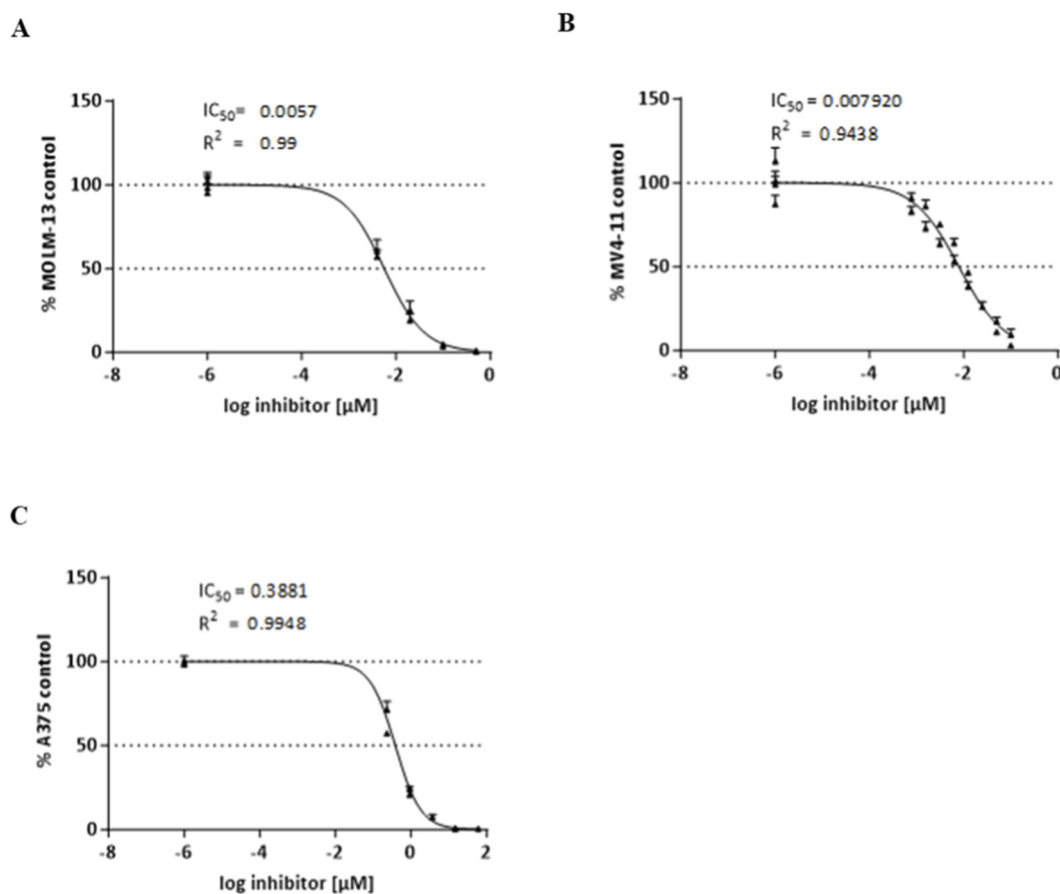 A
IC50= 0.0057
R2 = 0.99
150
100
50
0
% MOLM-13 control
-8 -6 -4 -2 0
log inhibitor [µM]
B
IC50 = 0.007920
R2 = 0.9438
150
100
50
0
% MV4-11 control
-8 -6 -4 -2 0
log inhibitor [µM]
C
IC50 = 0.3881
R2 = 0.9948
150
100
50
0
% A375 control
-8 -6 -4 -2 0 2
log inhibitor [µM]